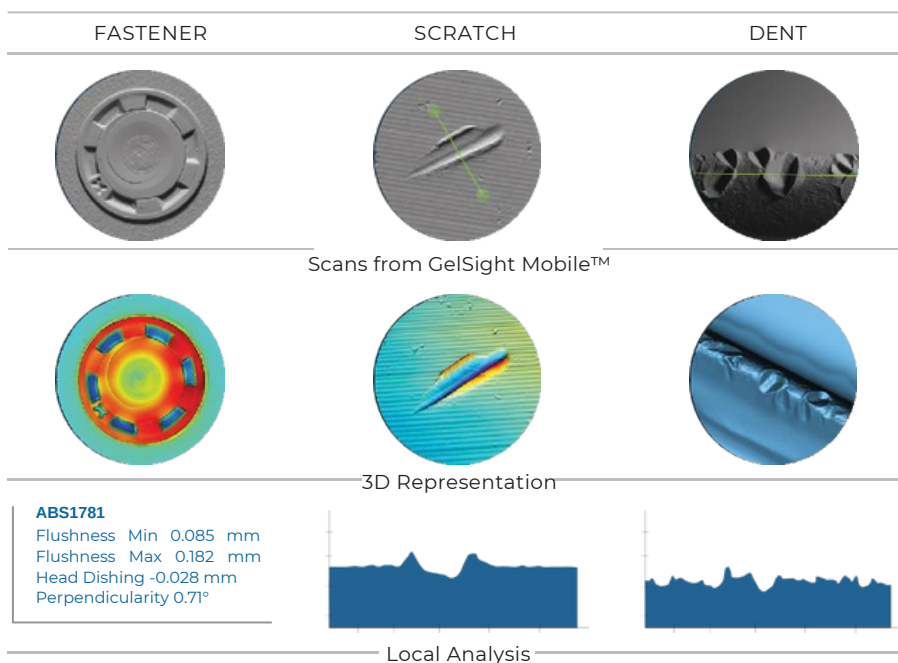 FASTENER
SCRATCH
DENT
Scans from GelSight Mobile™
3D Representation
ABS1781
Flushness Min 0.085 mm
Flushness Max 0.182 mm
Head Dishing -0.028 mm
Perpendicularity 0.71°
Local Analysis